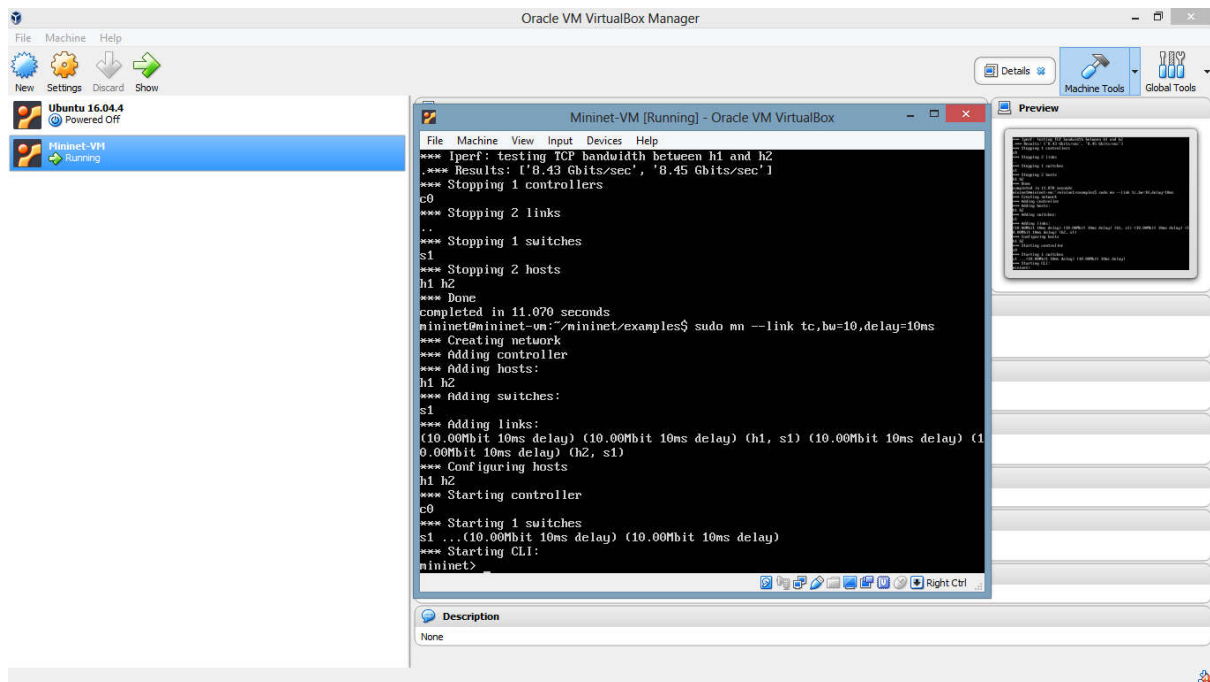 Oracle VM VirtualBox Manager
File Machine Help
New Settings Discard Show
Details
Machine Tools
Global Tools
Ubuntu 16.04.4
Powered Off
Mininet-VM
Running
Mininet-VM [Running] - Oracle VM VirtualBox
File Machine View Input Devices Help
*** Iperf: testing TCP bandwidth between h1 and h2
.*** Results: ['8.43 Gbits/sec', '8.45 Gbits/sec']
*** Stopping 1 controllers
c0
*** Stopping 2 links
..
*** Stopping 1 switches
s1
*** Stopping 2 hosts
h1 h2
*** Done
completed in 11.070 seconds
mininet@mininet-vm:~/mininet/examples$ sudo mn --link tc,bw=10,delay=10ms
*** Creating network
*** Adding controller
*** Adding hosts:
h1 h2
*** Adding switches:
s1
*** Adding links:
(10.00Mbit 10ms delay) (10.00Mbit 10ms delay) (h1, s1) (10.00Mbit 10ms delay) (1
0.00Mbit 10ms delay) (h2, s1)
*** Configuring hosts
h1 h2
*** Starting controller
c0
*** Starting 1 switches
s1 ...(10.00Mbit 10ms delay) (10.00Mbit 10ms delay)
*** Starting CLI:
mininet> _
Right Ctrl
Preview
Description
None